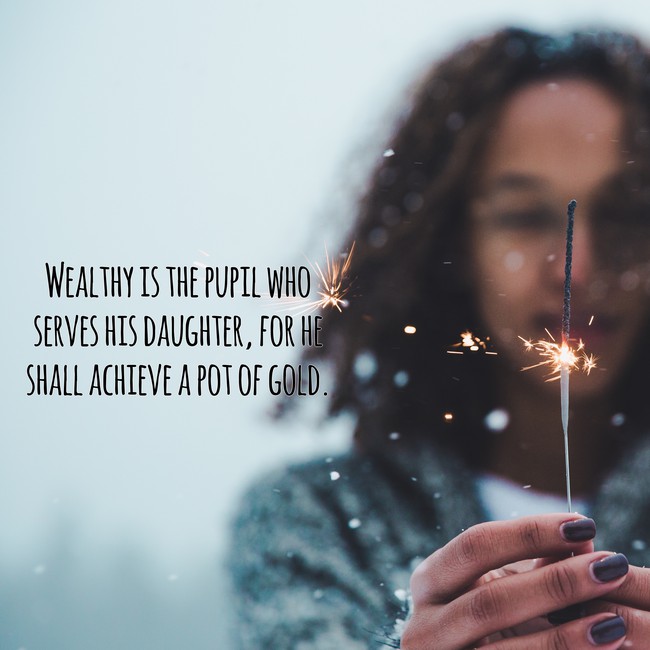 Wealthy is the pupil who
serves his daughter, for he
shall achieve a pot of gold.